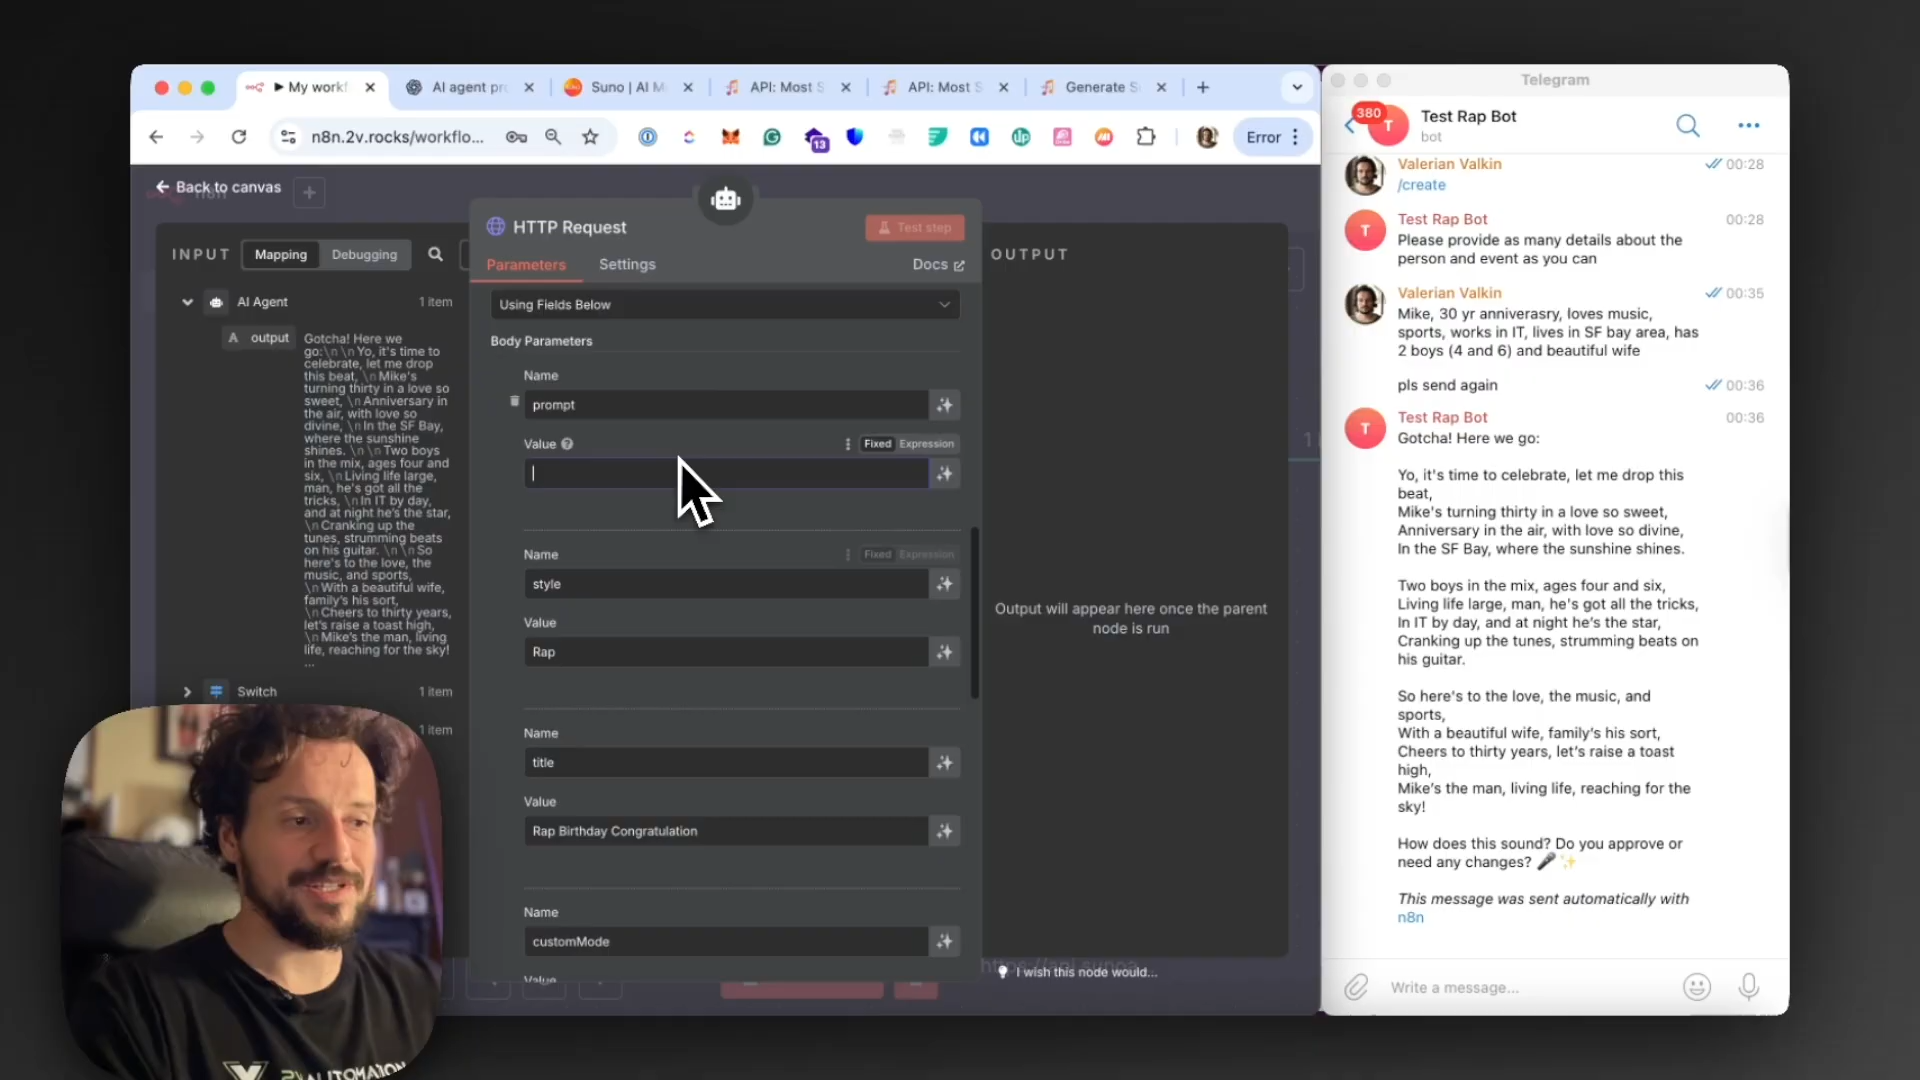 ▶ My workf
AI agent pr
Suno | AI M
API: Most S
API: Most S
Generate S
n8n.2v.rocks/workflo...
13
Error
Back to canvas
INPUT
Mapping
Debugging
AI Agent
1 item
A output
Gotcha! Here we
go:\n\nYo, it's time to
celebrate, let me drop
this beat, \nMike's
turning thirty in a love so
sweet, \nAnniversary in
the air, with love so
divine, \nIn the SF Bay,
where the sunshine
shines. \n\nTwo boys
in the mix, ages four and
six, \nLiving life large,
man, he's got all the
tricks, \nIn IT by day,
and at night he's the star,
\nCranking up the
tunes, strumming beats
on his guitar. \n\nSo
here's to the love, the
music, and sports,
\nWith a beautiful wife,
family's his sort,
\nCheers to thirty years,
let's raise a toast high,
\nMike's the man, living
life, reaching for the sky!
...
Switch
1 item
1 item
HTTP Request
Test step
Parameters
Settings
Docs
Using Fields Below
Body Parameters
Name
prompt
Value
Fixed
Expression
Name
Fixed
Expression
style
Value
Rap
Name
title
Value
Rap Birthday Congratulation
Name
customMode
Value
OUTPUT
Output will appear here once the parent
node is run
I wish this node would...
Telegram
380
T
Test Rap Bot
bot
Valerian Valkin
00:28
/create
T
Test Rap Bot
00:28
Please provide as many details about the
person and event as you can
Valerian Valkin
00:35
Mike, 30 yr anniverasry, loves music,
sports, works in IT, lives in SF bay area, has
2 boys (4 and 6) and beautiful wife
pls send again
00:36
T
Test Rap Bot
00:36
Gotcha! Here we go:
Yo, it's time to celebrate, let me drop this
beat,
Mike's turning thirty in a love so sweet,
Anniversary in the air, with love so divine,
In the SF Bay, where the sunshine shines.
Two boys in the mix, ages four and six,
Living life large, man, he's got all the tricks,
In IT by day, and at night he's the star,
Cranking up the tunes, strumming beats on
his guitar.
So here's to the love, the music, and
sports,
With a beautiful wife, family's his sort,
Cheers to thirty years, let's raise a toast
high,
Mike's the man, living life, reaching for the
sky!
How does this sound? Do you approve or
need any changes? 🎤✨
This message was sent automatically with
n8n
Write a message...